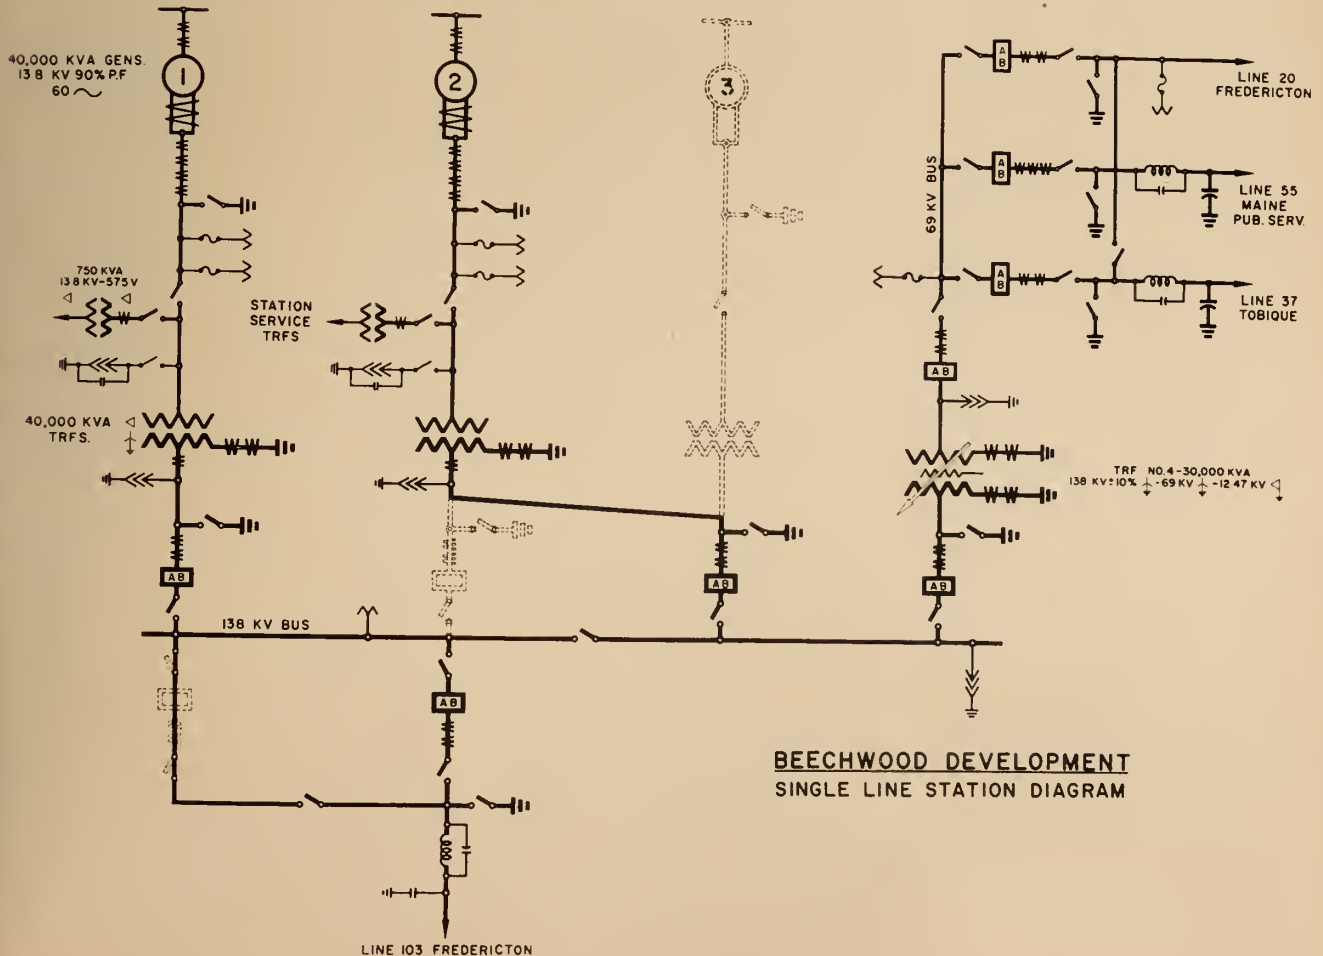 40,000 KVA GENS.
13 8 KV 90% P.F
60
1
2
3
A B
LINE 20
FREDERICTON
69 KV BUS
A B
LINE 55
MAINE
PUB. SERV.
A B
LINE 37
TOBIQUE
750 KVA
13 8 KV-575 V
STATION
SERVICE
TRFS
AB
40,000 KVA
TRFS.
TRF NO. 4-30,000 KVA
138 KV±10% -69 KV -12 47 KV
AB
AB
AB
138 KV BUS
AB
BEECHWOOD DEVELOPMENT
SINGLE LINE STATION DIAGRAM
LINE 103 FREDERICTON